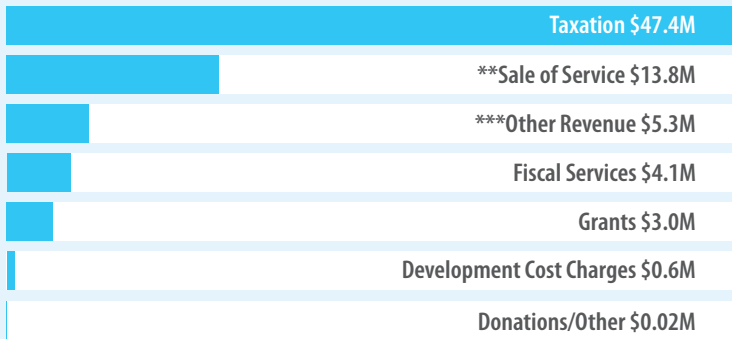 Taxation $47.4M
**Sale of Service $13.8M
***Other Revenue $5.3M
Fiscal Services $4.1M
Grants $3.0M
Development Cost Charges $0.6M
Donations/Other $0.02M